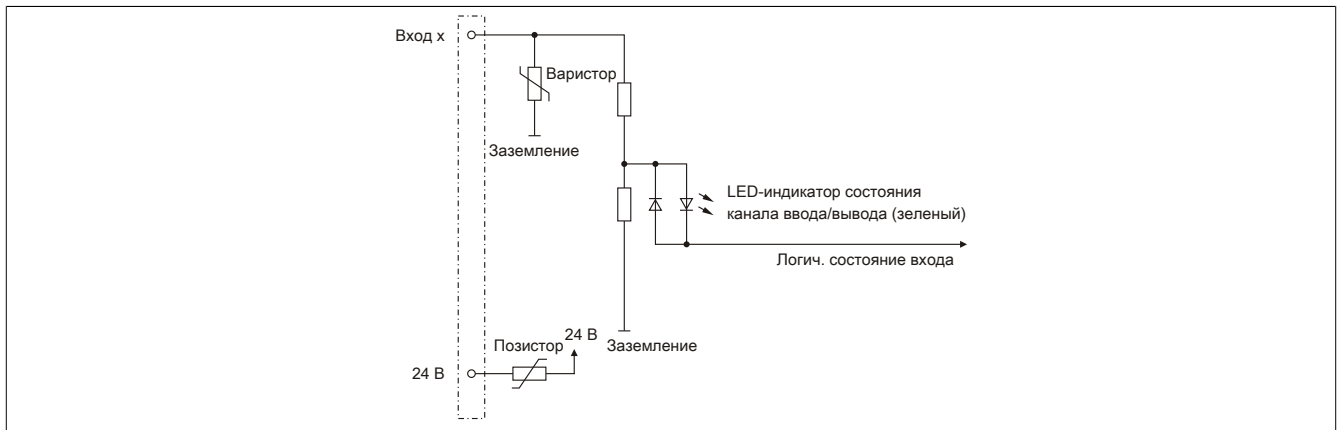 Вход x
Варистор
Заземление
LED-индикатор состояния
канала ввода/вывода (зеленый)
Логич. состояние входа
24 В
Позистор
Заземление
24 В